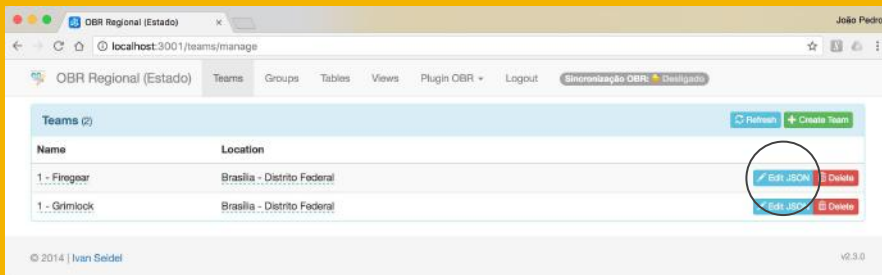 OBR Regional (Estado)
João Pedro
localhost:3001/teams/manage
OBR Regional (Estado) Teams Groups Tables Views Plugin OBR Logout Sincronização OBR: Desligado
Teams (2) Refresh Create Team
Name Location
1 - Firegear Brasília - Distrito Federal Edit JSON Delete
1 - Grimlock Brasília - Distrito Federal Edit JSON Delete
© 2014 | Ivan Seidel v2.3.0